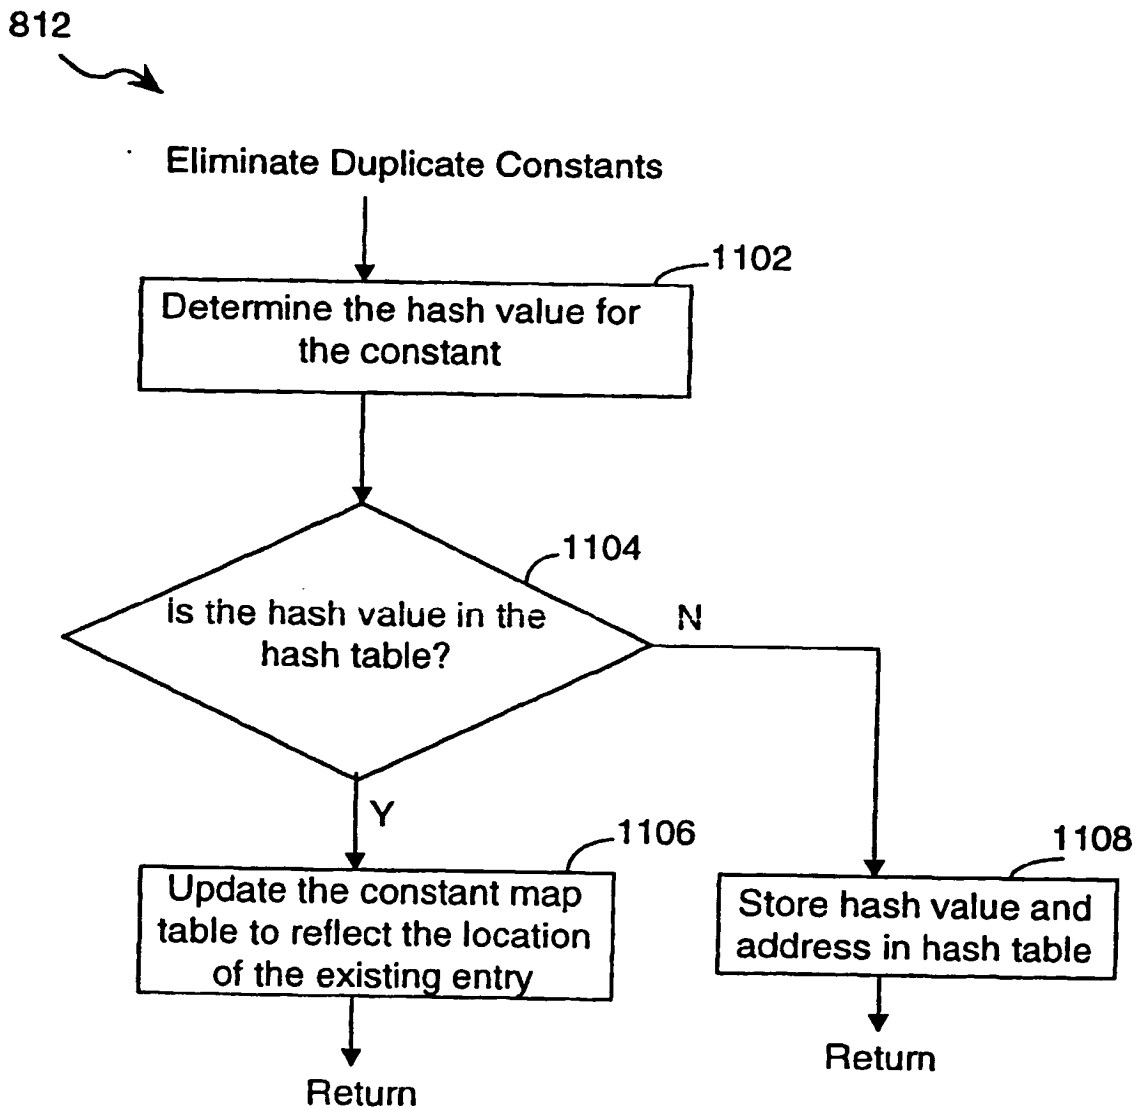 812
Eliminate Duplicate Constants
1102
Determine the hash value for
the constant
1104
is the hash value in the
hash table?
N
Y
1106
Update the constant map
table to reflect the location
of the existing entry
1108
Store hash value and
address in hash table
Return
Return